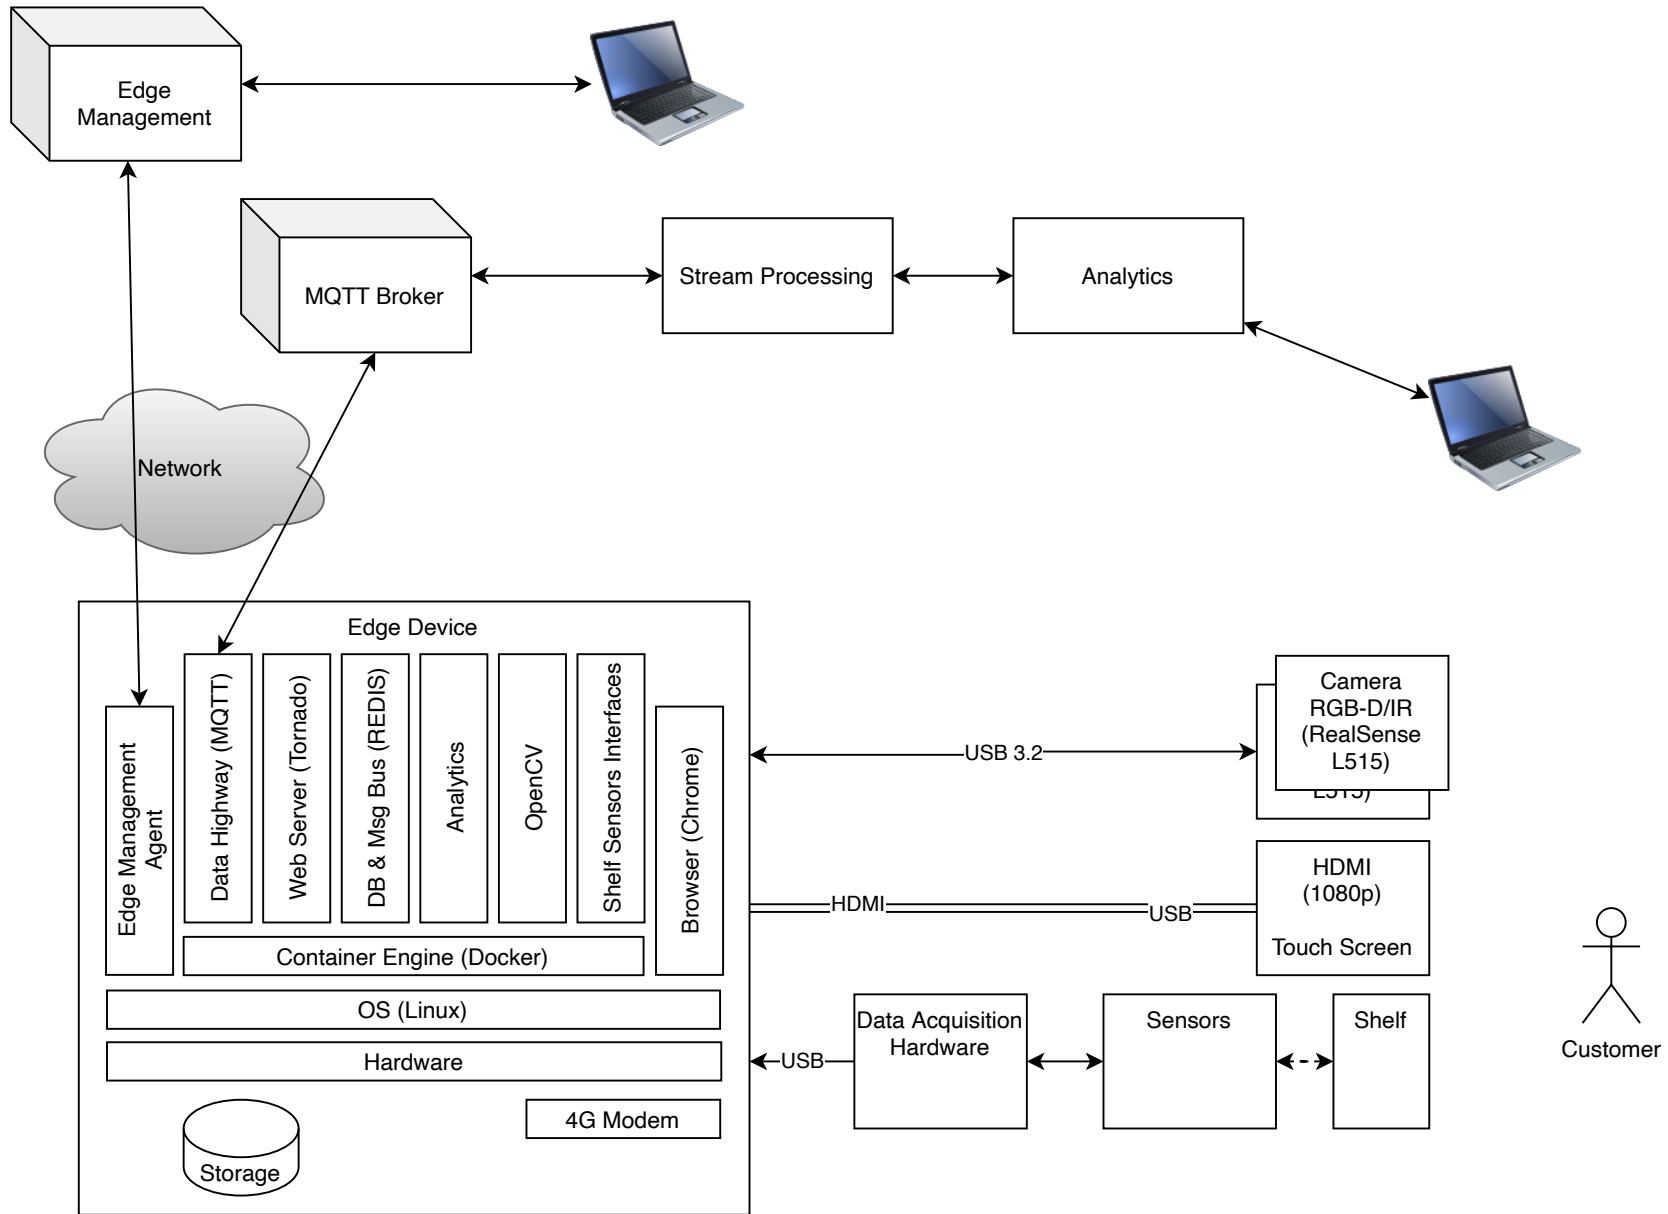 Edge
Management
MQTT Broker
Stream Processing
Analytics
Network
Edge Device
Edge Management
Agent
Data Highway (MQTT)
Web Server (Tornado)
DB & Msg Bus (REDIS)
Analytics
OpenCV
Shelf Sensors Interfaces
Browser (Chrome)
Container Engine (Docker)
OS (Linux)
Hardware
4G Modem
Storage
USB 3.2
Camera
RGB-D/IR
(RealSense
L515)
L515)
HDMI
USB
HDMI
(1080p)
Touch Screen
USB
Data Acquisition
Hardware
Sensors
Shelf
Customer